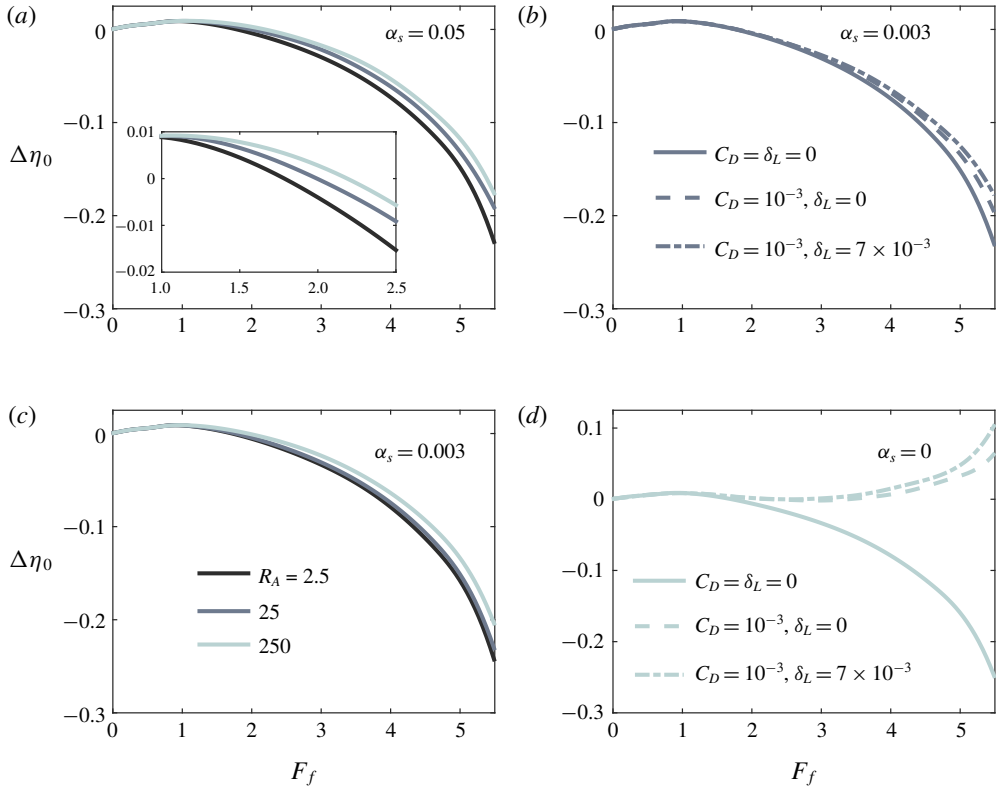 (a)
α_s = 0.05
Δη_0
0
−0.1
−0.2
−0.3
0 1 2 3 4 5
0.01
0
−0.01
−0.02
1.0 1.5 2.0 2.5
(b)
α_s = 0.003
0
−0.1
−0.2
−0.3
C_D = δ_L = 0
C_D = 10^{−3}, δ_L = 0
C_D = 10^{−3}, δ_L = 7 × 10^{−3}
0 1 2 3 4 5
(c)
α_s = 0.003
Δη_0
0
−0.1
−0.2
−0.3
R_A = 2.5
25
250
0 1 2 3 4 5
F_f
(d)
α_s = 0
0.1
0
−0.1
−0.2
−0.3
C_D = δ_L = 0
C_D = 10^{−3}, δ_L = 0
C_D = 10^{−3}, δ_L = 7 × 10^{−3}
0 1 2 3 4 5
F_f